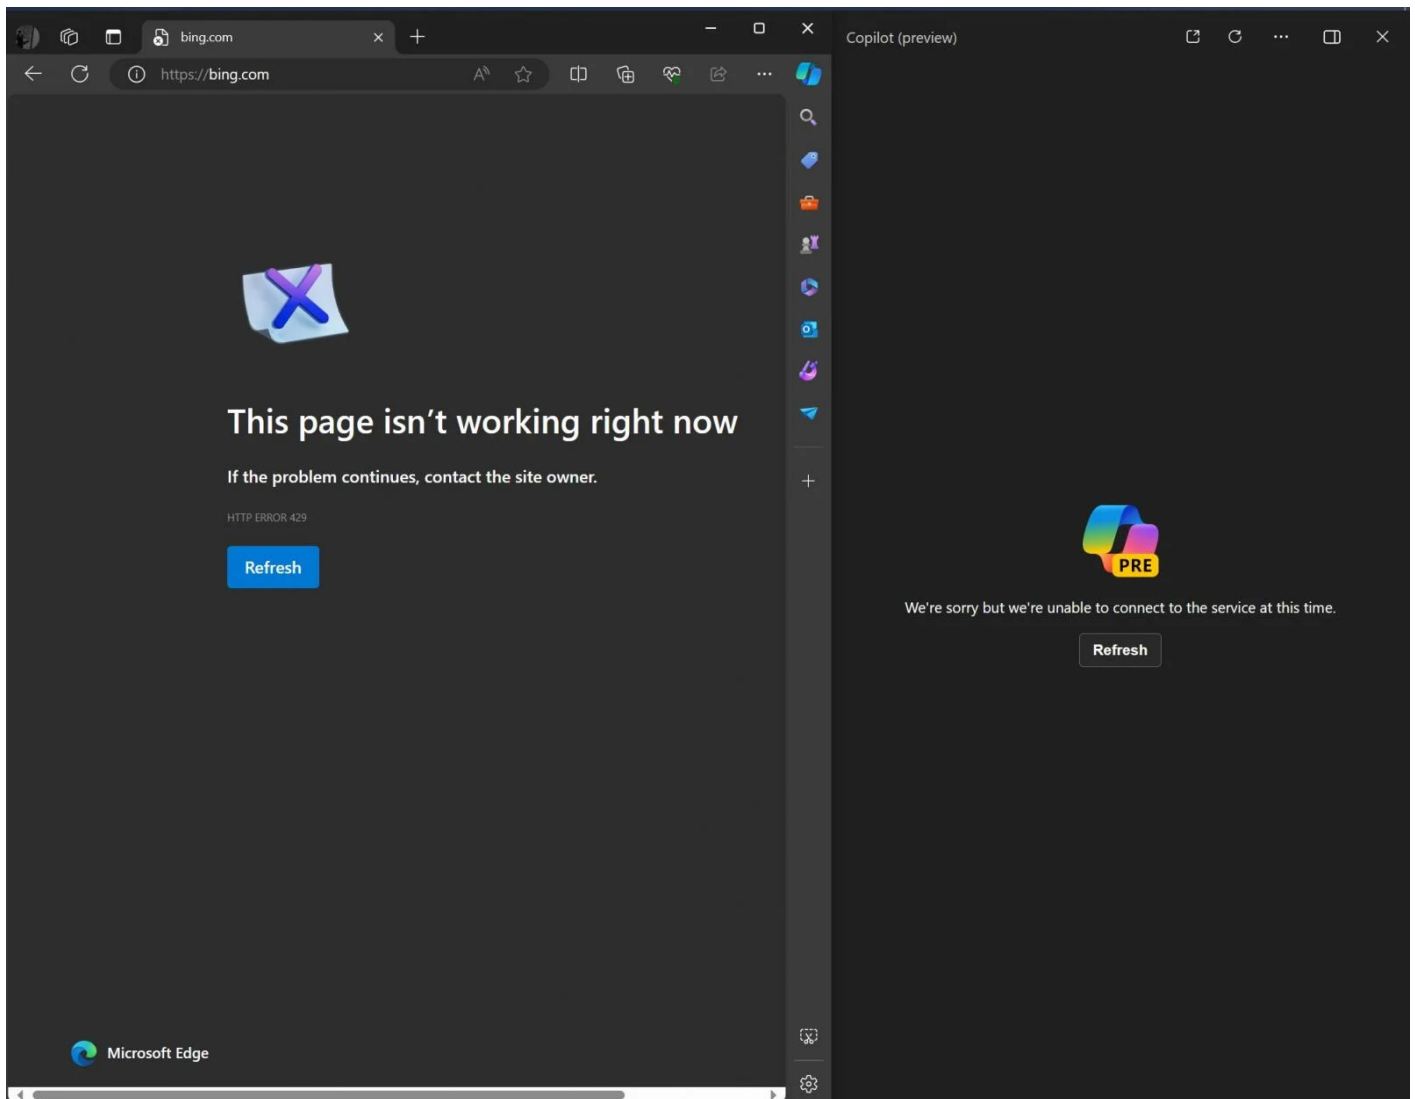 bing.com
https://bing.com
This page isn’t working right now
If the problem continues, contact the site owner.
HTTP ERROR 429
Refresh
Microsoft Edge
Copilot (preview)
PRE
We're sorry but we're unable to connect to the service at this time.
Refresh